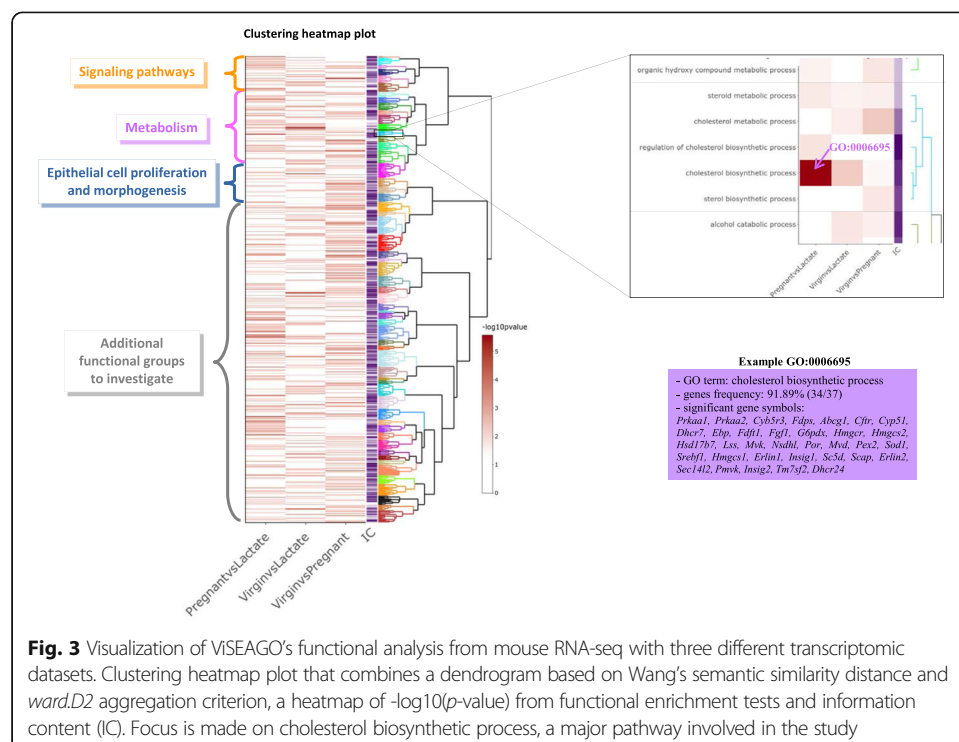 Clustering heatmap plot
Signaling pathways
Metabolism
Epithelial cell proliferation
and morphogenesis
Additional
functional groups
to investigate
-log10pvalue
5
4
3
2
1
0
PregnantvsLactate
VirginvsLactate
VirginvsPregnant
IC
organic hydroxy compound metabolic process
steroid metabolic process
cholesterol metabolic process
regulation of cholesterol biosynthetic process
GO:0006695
cholesterol biosynthetic process
sterol biosynthetic process
alcohol catabolic process
PregnantvsLactate
VirginvsLactate
VirginvsPregnant
IC
Example GO:0006695
- GO term: cholesterol biosynthetic process
- genes frequency: 91.89% (34/37)
- significant gene symbols:
Prkaa1, Prkaa2, Cyb5r3, Fdps, Abcg1, Cftr, Cyp51,
Dhcr7, Ebp, Fdft1, Fgf1, G6pdx, Hmgcr, Hmgcs2,
Hsd17b7, Lss, Mvk, Nsdhl, Por, Mvd, Pex2, Sod1,
Srebf1, Hmgcs1, Erlin1, Insig1, Sc5d, Scap, Erlin2,
Sec14l2, Pmvk, Insig2, Tm7sf2, Dhcr24
Fig. 3 Visualization of ViSEAGO's functional analysis from mouse RNA-seq with three different transcriptomic
datasets. Clustering heatmap plot that combines a dendrogram based on Wang's semantic similarity distance and
ward.D2 aggregation criterion, a heatmap of -log10(p-value) from functional enrichment tests and information
content (IC). Focus is made on cholesterol biosynthetic process, a major pathway involved in the study